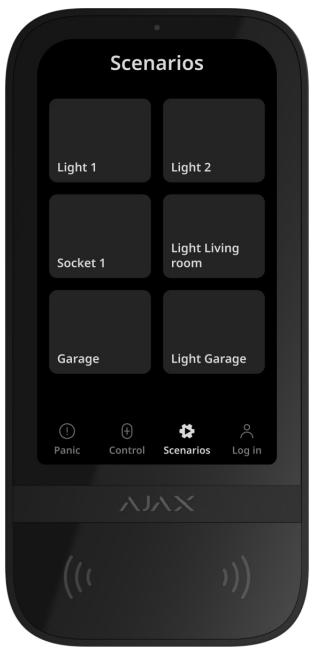 Scenarios
Light 1
Light 2
Socket 1
Light Living
room
Garage
Light Garage
Panic
Control
Scenarios
Log in
AJAX